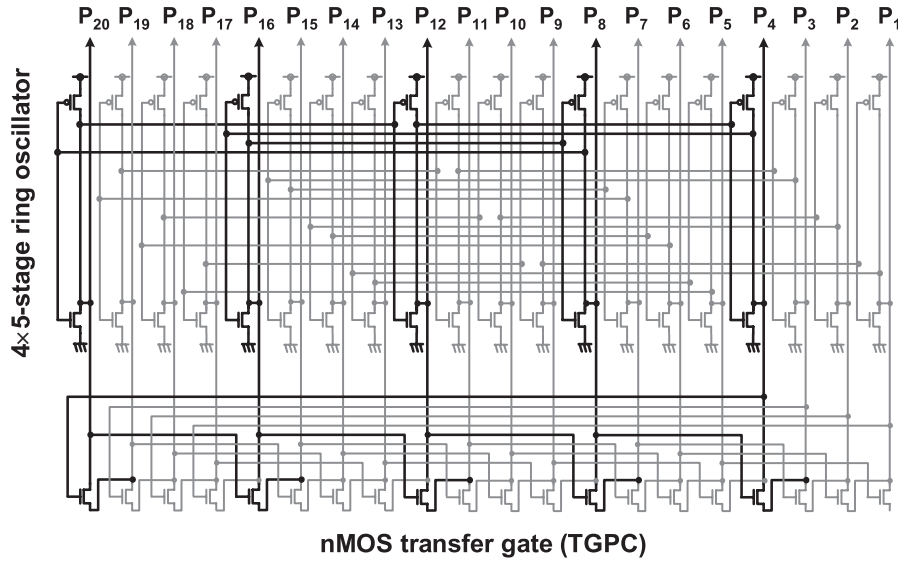 P20 P19 P18 P17 P16 P15 P14 P13 P12 P11 P10 P9 P8 P7 P6 P5 P4 P3 P2 P1
4×5-stage ring oscillator
nMOS transfer gate (TGPC)